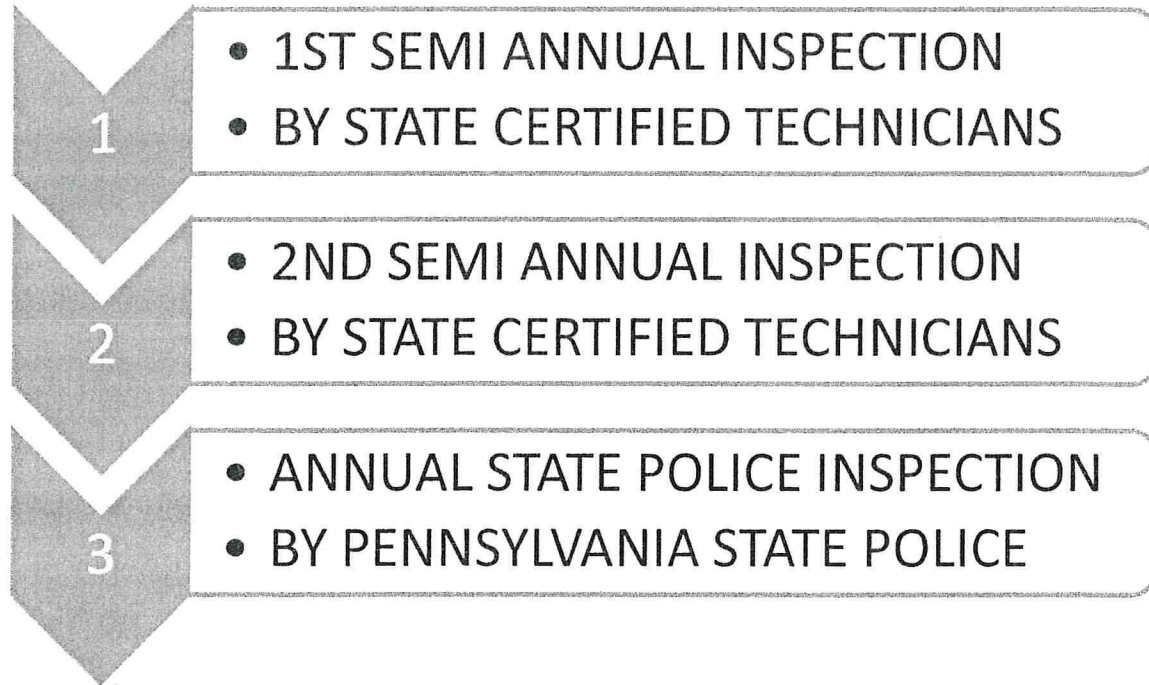 1
• 1ST SEMI ANNUAL INSPECTION
• BY STATE CERTIFIED TECHNICIANS
2
• 2ND SEMI ANNUAL INSPECTION
• BY STATE CERTIFIED TECHNICIANS
3
• ANNUAL STATE POLICE INSPECTION
• BY PENNSYLVANIA STATE POLICE